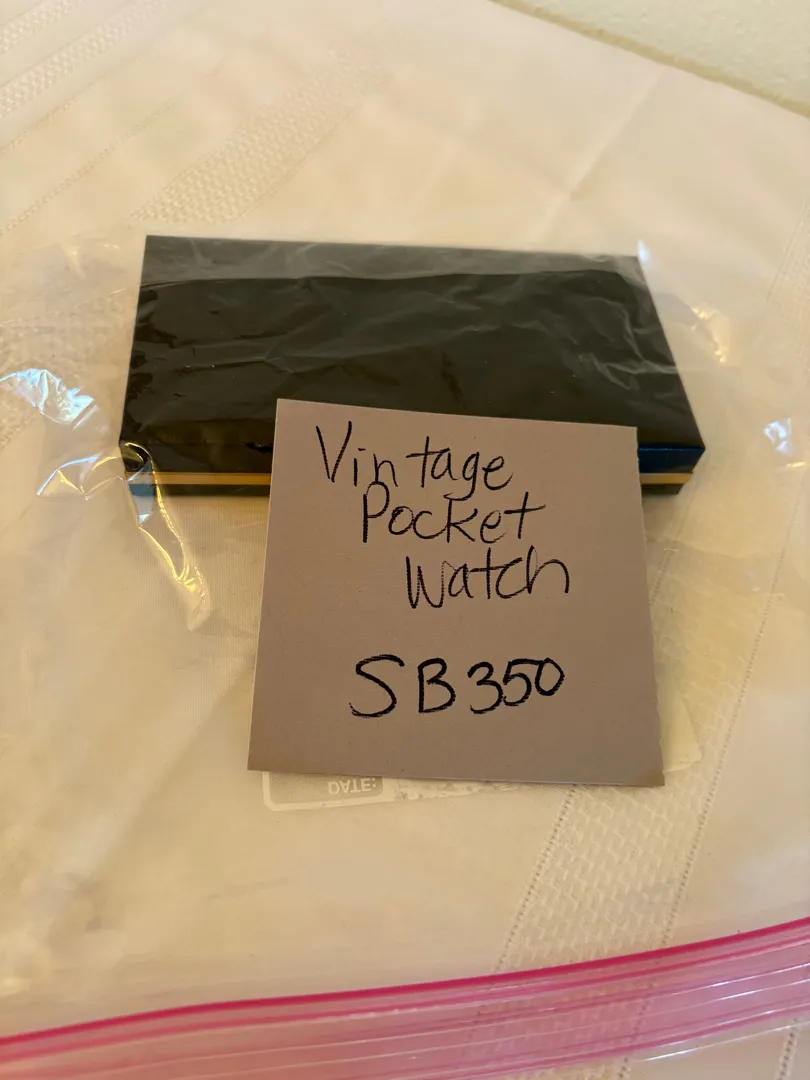 Vintage
Pocket
Watch
SB350
DATE: